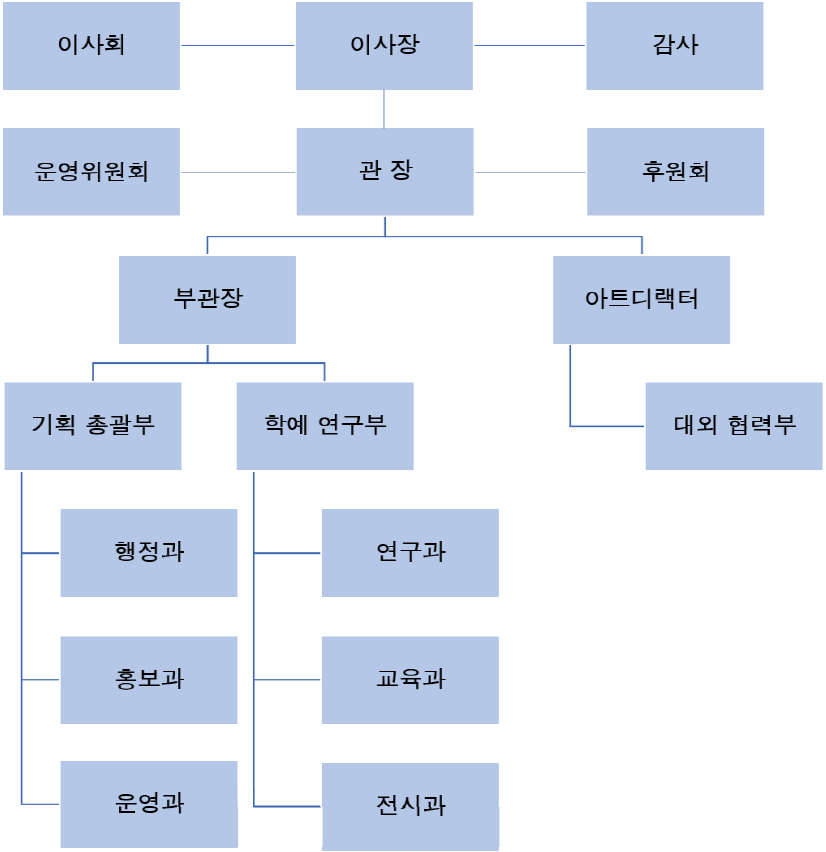 이사회
이사장
감사
운영위원회
관 장
후원회
부관장
아트디랙터
기획 총괄부
학예 연구부
대외 협력부
행정과
연구과
홍보과
교육과
운영과
전시과